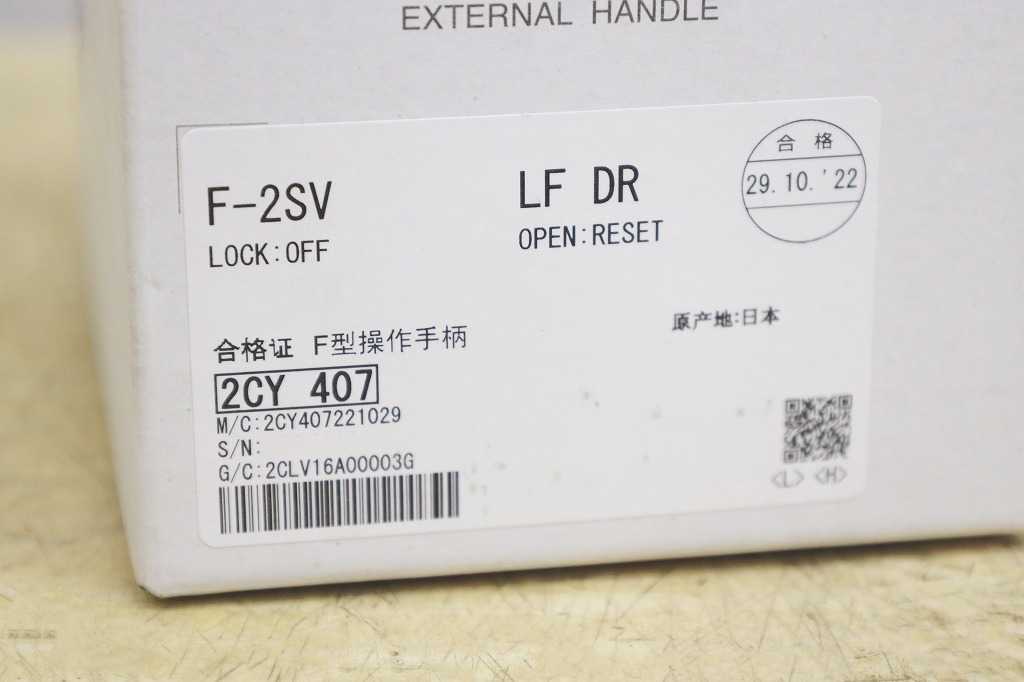 EXTERNAL HANDLE
合格
29.10.'22
F-2SV
LF DR
LOCK:OFF
OPEN:RESET
原产地:日本
合格证 F型操作手柄
2CY 407
M/C:2CY407221029
S/N:
G/C:2CLV16A00003G
<L> <H>